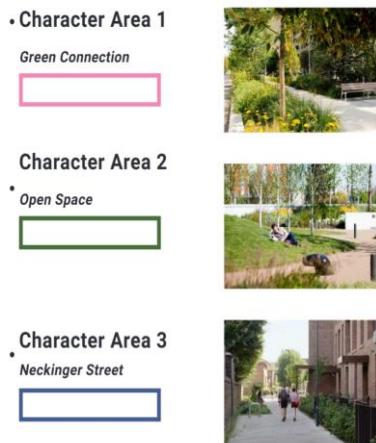 • Character Area 1
Green Connection
Character Area 2
• Open Space
Character Area 3
• Neckinger Street